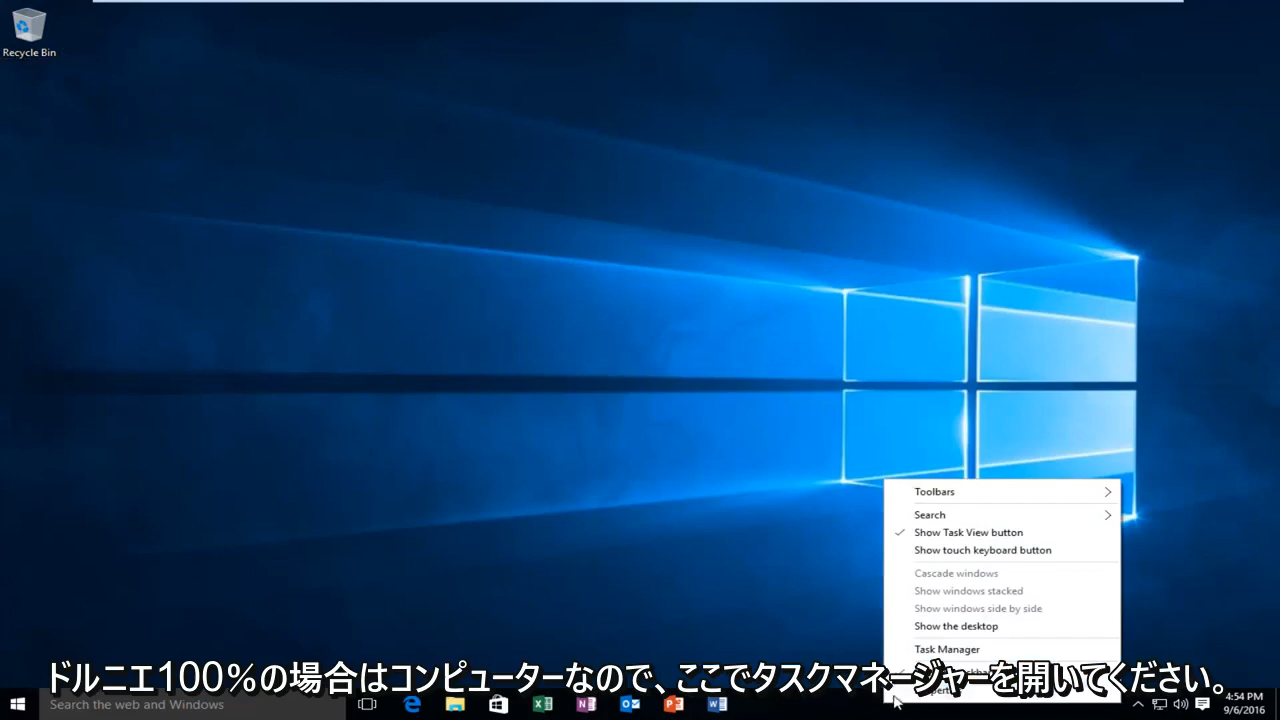 Recycle Bin
Toolbars
Search
Show Task View button
Show touch keyboard button
Cascade windows
Show windows stacked
Show windows side by side
Show the desktop
Task Manager
ドルニエ100％の場合はコンピューターなので、ここでタスクマネージャーを開いてください。
Search the web and Windows
4:54 PM
9/6/2016